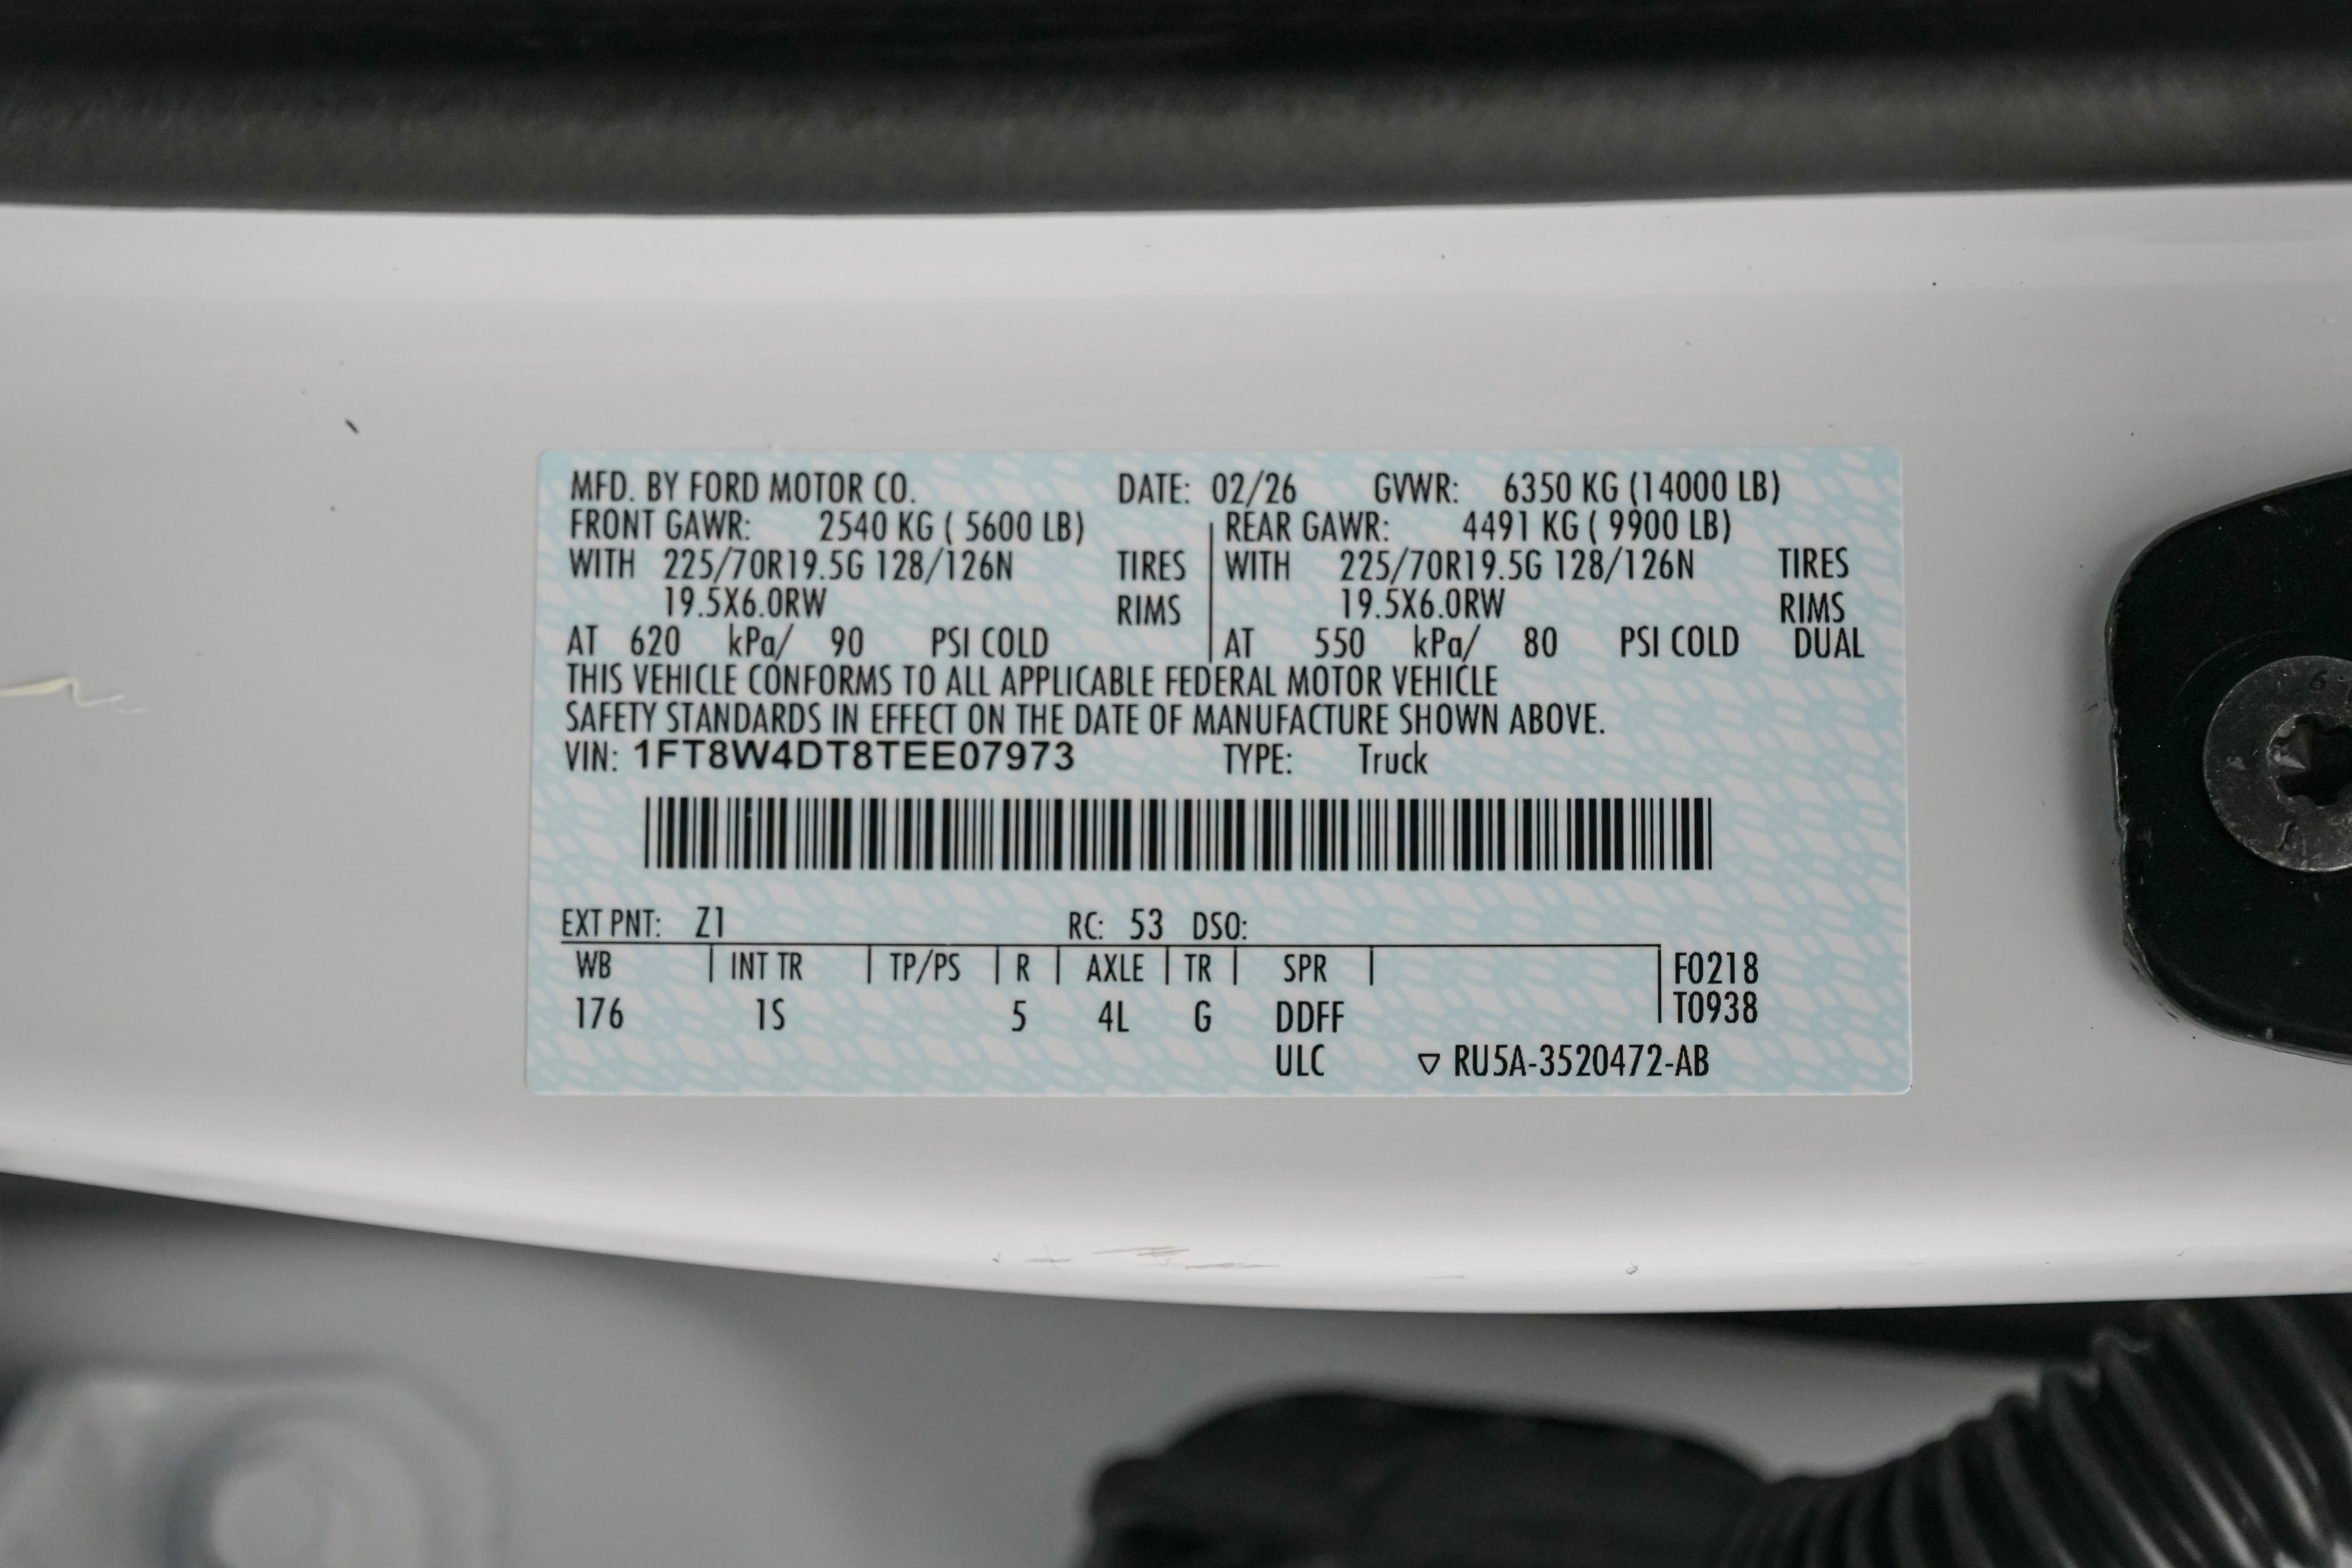 MFD. BY FORD MOTOR CO. DATE: 02/26 GVWR: 6350 KG (14000 LB)
FRONT GAWR: 2540 KG ( 5600 LB) REAR GAWR: 4491 KG ( 9900 LB)
WITH 225/70R19.5G 128/126N TIRES WITH 225/70R19.5G 128/126N TIRES
19.5X6.0RW RIMS 19.5X6.0RW RIMS
AT 620 kPa/ 90 PSI COLD AT 550 kPa/ 80 PSI COLD DUAL
THIS VEHICLE CONFORMS TO ALL APPLICABLE FEDERAL MOTOR VEHICLE
SAFETY STANDARDS IN EFFECT ON THE DATE OF MANUFACTURE SHOWN ABOVE.
VIN: 1FT8W4DT8TEE07973 TYPE: Truck
EXT PNT: Z1 RC: 53 DSO:
WB INT TR TP/PS R AXLE TR SPR F0218
176 1S 5 4L G DDFF T0938
ULC ▽ RU5A-3520472-AB